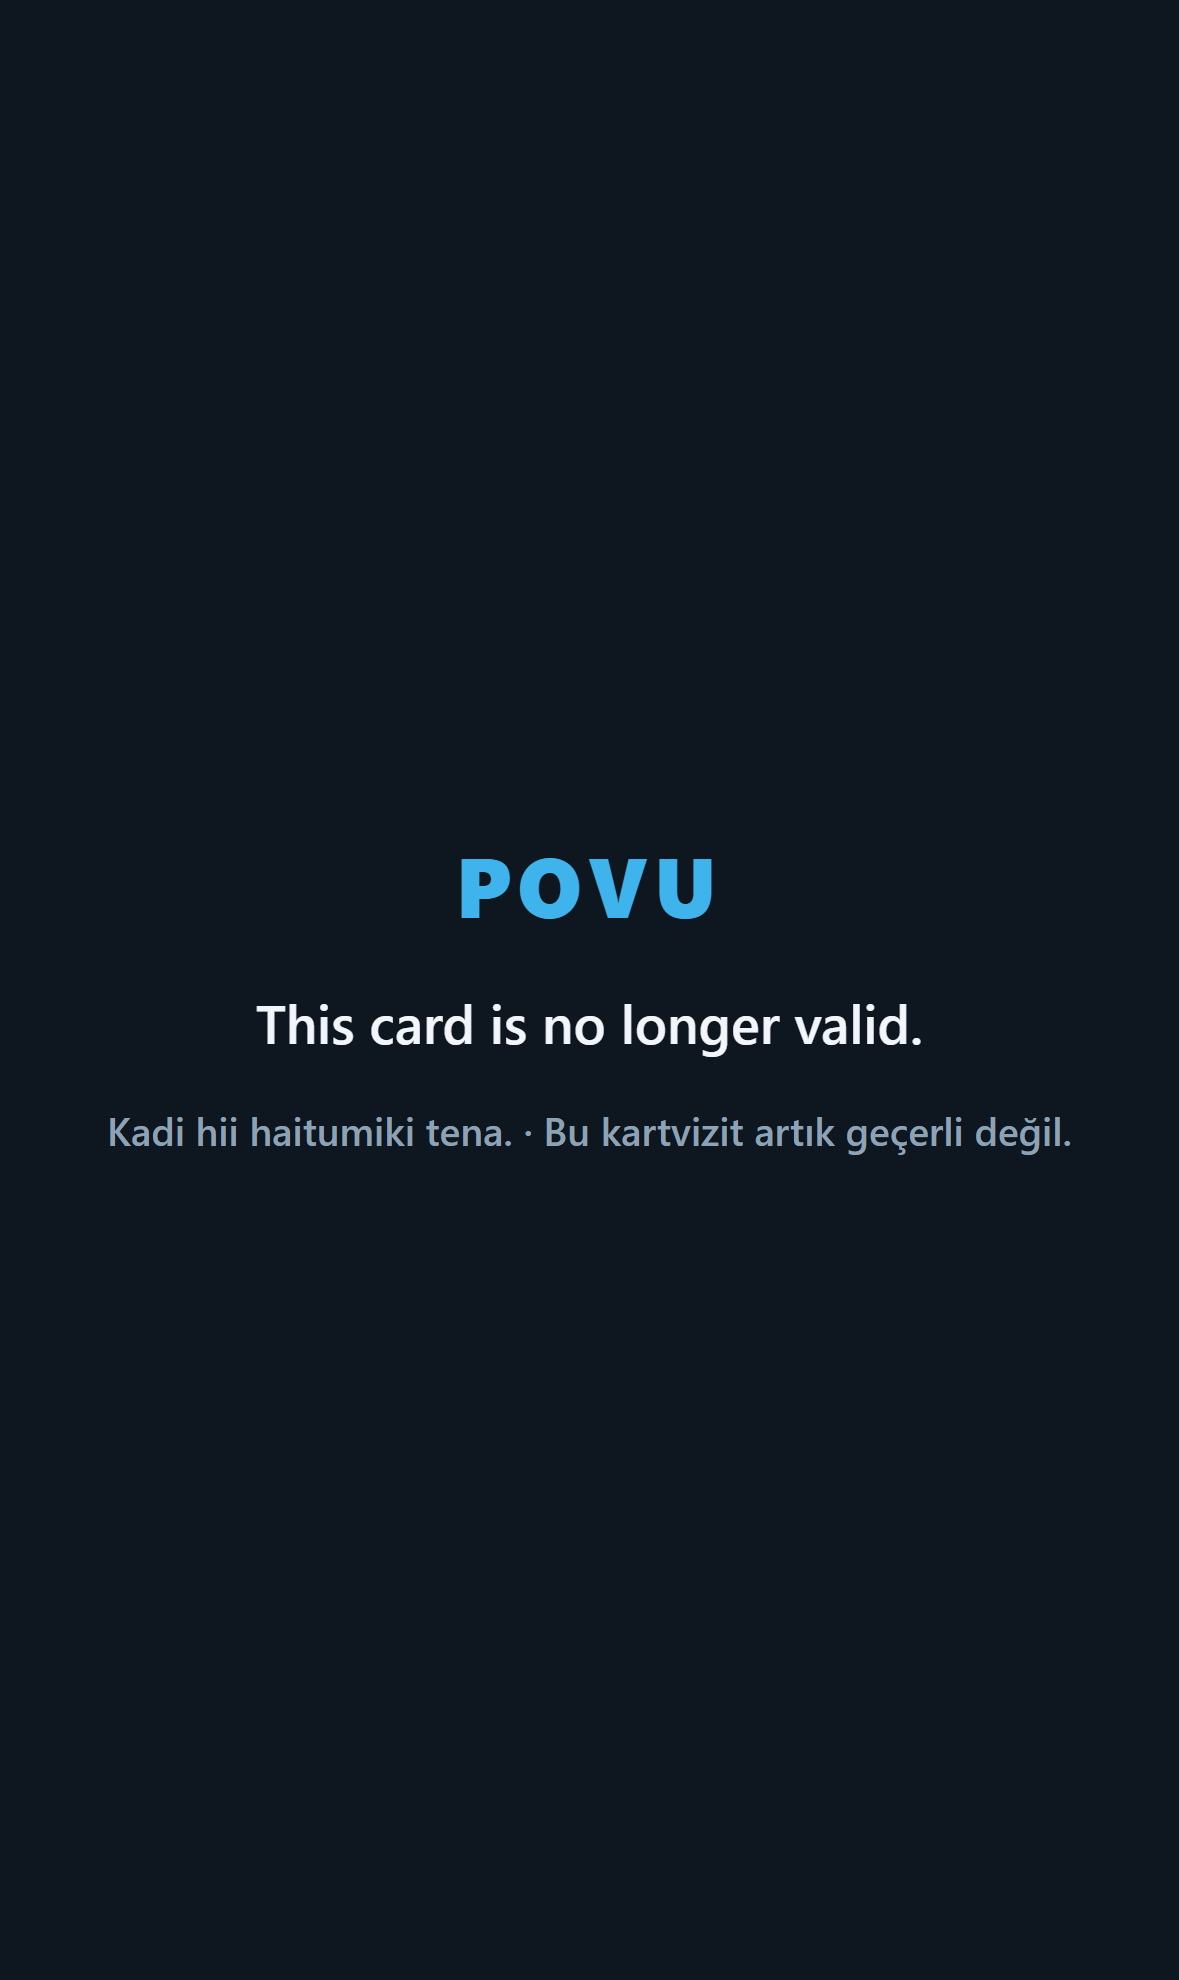 POVU
This card is no longer valid.
Kadi hii haitumiki tena. · Bu kartvizit artık geçerli değil.